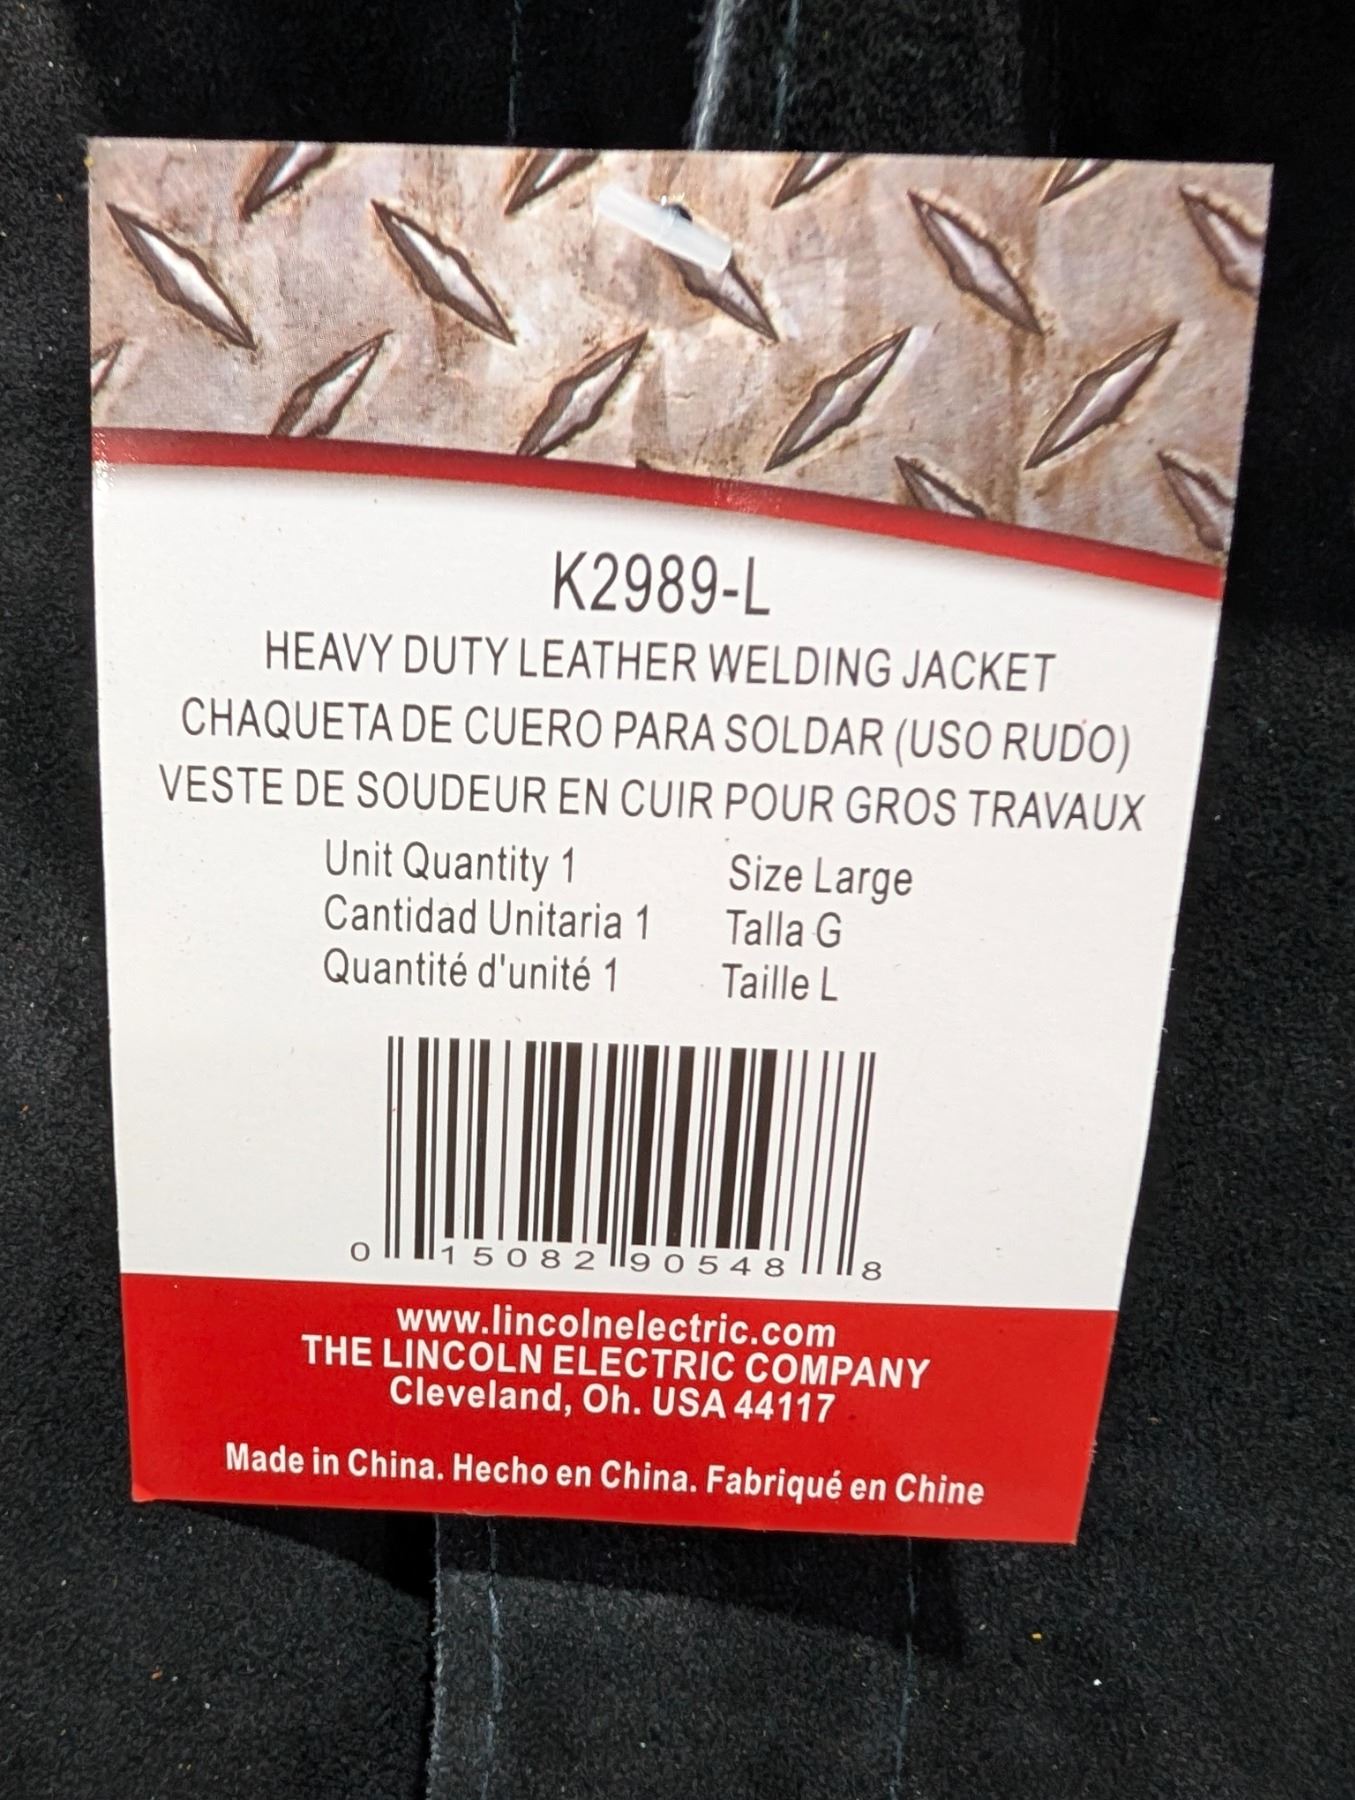 K2989-L
HEAVY DUTY LEATHER WELDING JACKET
CHAQUETA DE CUERO PARA SOLDAR (USO RUDO)
VESTE DE SOUDEUR EN CUIR POUR GROS TRAVAUX
Unit Quantity 1 Size Large
Cantidad Unitaria 1 Talla G
Quantité d'unité 1 Taille L
0 15082 90548 8
www.lincolnelectric.com
THE LINCOLN ELECTRIC COMPANY
Cleveland, Oh. USA 44117
Made in China. Hecho en China. Fabriqué en Chine